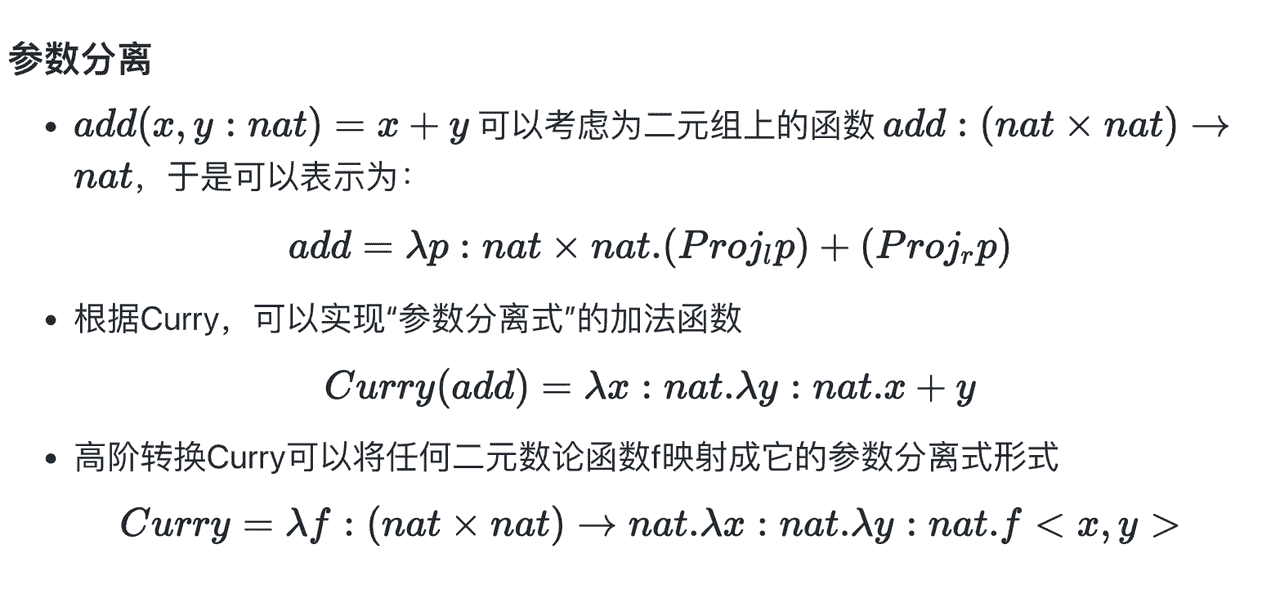 参数分离
• add(x, y : nat) = x + y 可以考虑为二元组上的函数 add : (nat × nat) →
nat，于是可以表示为：
add = λp : nat × nat.(Proj_l p) + (Proj_r p)
• 根据Curry，可以实现“参数分离式”的加法函数
Curry(add) = λx : nat.λy : nat.x + y
• 高阶转换Curry可以将任何二元数论函数f映射成它的参数分离式形式
Curry = λf : (nat × nat) → nat.λx : nat.λy : nat.f < x, y >